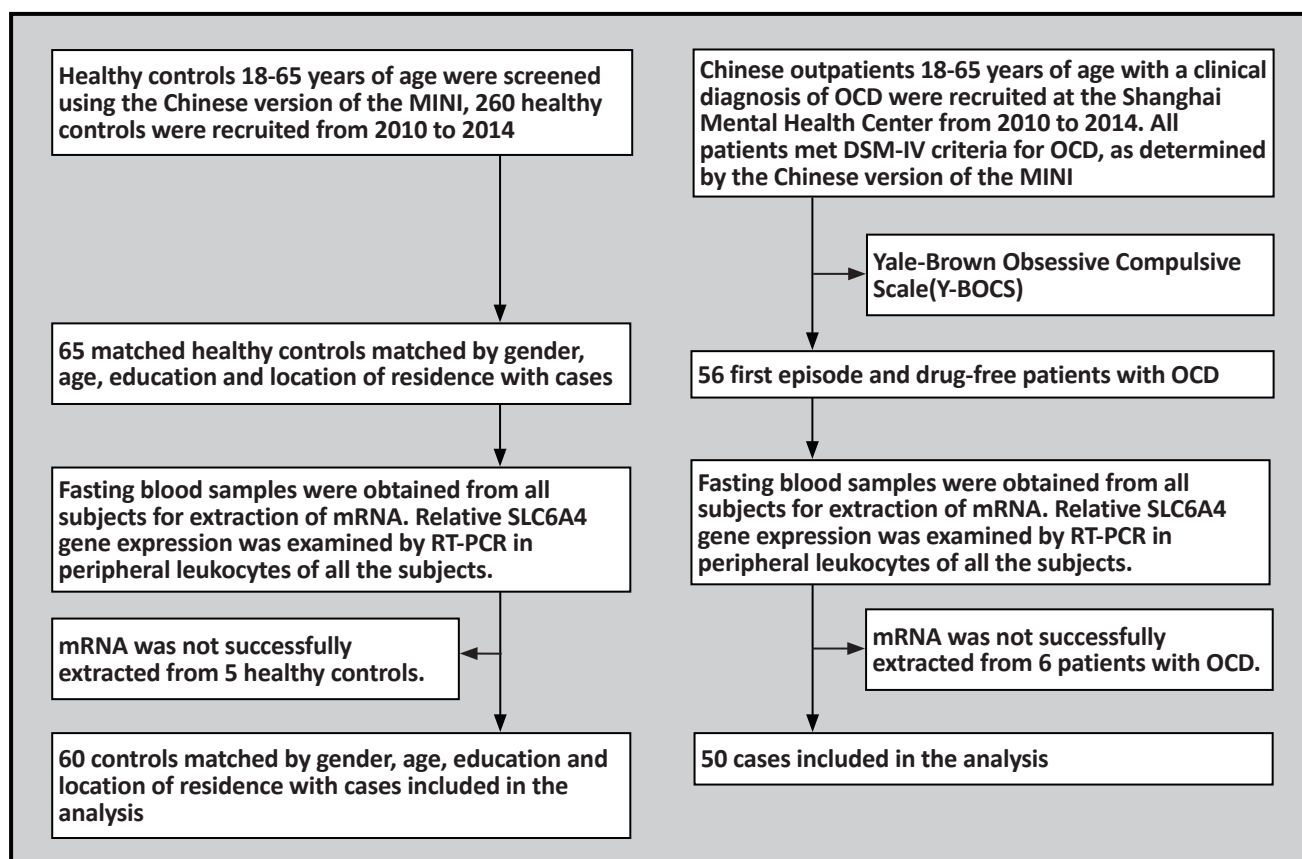 Healthy controls 18-65 years of age were screened
using the Chinese version of the MINI, 260 healthy
controls were recruited from 2010 to 2014
65 matched healthy controls matched by gender,
age, education and location of residence with cases
Fasting blood samples were obtained from all
subjects for extraction of mRNA. Relative SLC6A4
gene expression was examined by RT-PCR in
peripheral leukocytes of all the subjects.
mRNA was not successfully
extracted from 5 healthy controls.
60 controls matched by gender, age, education and
location of residence with cases included in the
analysis
Chinese outpatients 18-65 years of age with a clinical
diagnosis of OCD were recruited at the Shanghai
Mental Health Center from 2010 to 2014. All
patients met DSM-IV criteria for OCD, as determined
by the Chinese version of the MINI
Yale-Brown Obsessive Compulsive
Scale(Y-BOCS)
56 first episode and drug-free patients with OCD
Fasting blood samples were obtained from all
subjects for extraction of mRNA. Relative SLC6A4
gene expression was examined by RT-PCR in
peripheral leukocytes of all the subjects.
mRNA was not successfully
extracted from 6 patients with OCD.
50 cases included in the analysis